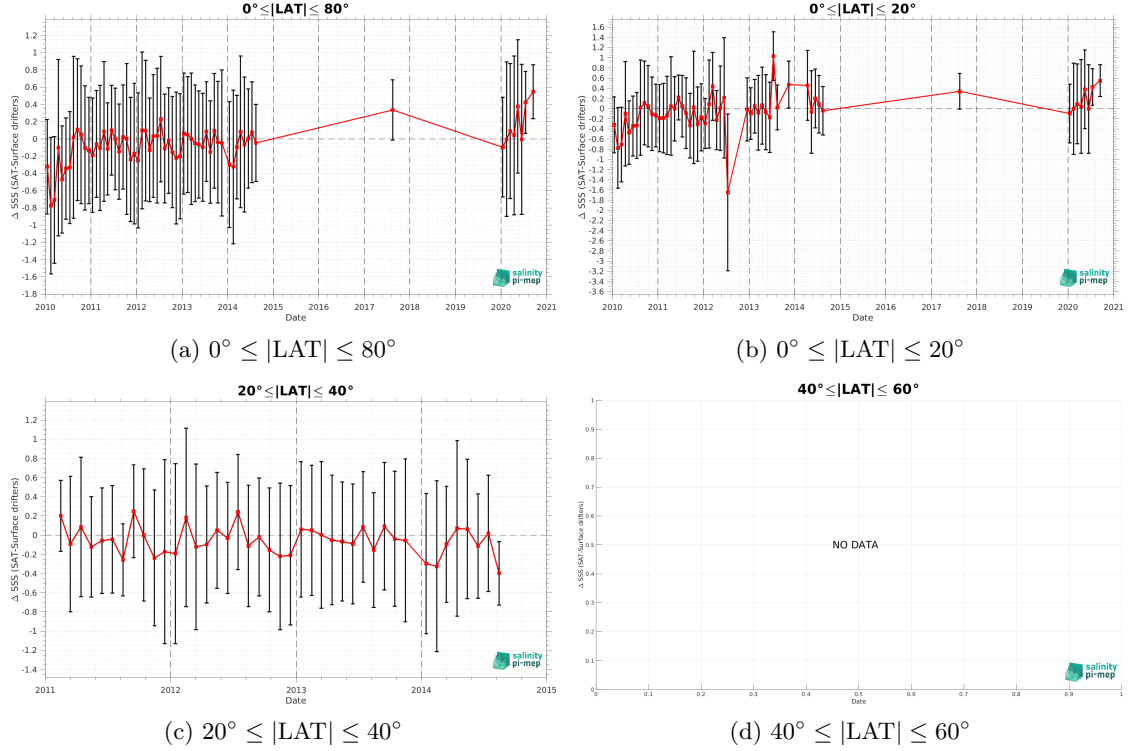 0°≤|LAT|≤ 80°
Δ SSS (SAT-Surface drifters)
1.2
1
0.8
0.6
0.4
0.2
0
-0.2
-0.4
-0.6
-0.8
-1
-1.2
-1.4
-1.6
-1.8
2010 2011 2012 2013 2014 2015 2016 2017 2018 2019 2020 2021
Date
salinity
pi-mep
(a) 0° ≤ |LAT| ≤ 80°
0°≤|LAT|≤ 20°
Δ SSS (SAT-Surface drifters)
1.6
1.4
1.2
1
0.8
0.6
0.4
0.2
0
-0.2
-0.4
-0.6
-0.8
-1
-1.2
-1.4
-1.6
-1.8
-2
-2.2
-2.4
-2.6
-2.8
-3
-3.2
-3.4
-3.6
2010 2011 2012 2013 2014 2015 2016 2017 2018 2019 2020 2021
Date
salinity
pi-mep
(b) 0° ≤ |LAT| ≤ 20°
20°≤|LAT|≤ 40°
Δ SSS (SAT-Surface drifters)
1.2
1
0.8
0.6
0.4
0.2
0
-0.2
-0.4
-0.6
-0.8
-1
-1.2
-1.4
2011 2012 2013 2014 2015
Date
salinity
pi-mep
(c) 20° ≤ |LAT| ≤ 40°
40°≤|LAT|≤ 60°
Δ SSS (SAT-Surface drifters)
1
0.9
0.8
0.7
0.6
0.5
0.4
0.3
0.2
0.1
0
NO DATA
0 0.1 0.2 0.3 0.4 0.5 0.6 0.7 0.8 0.9 1
Date
salinity
pi-mep
(d) 40° ≤ |LAT| ≤ 60°